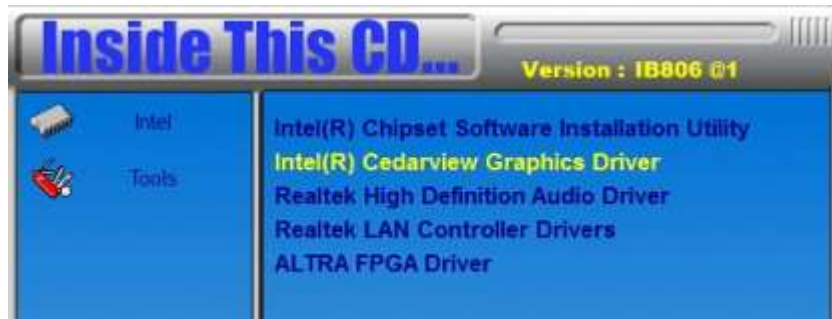 Inside This CD...
Version : IB806 @1
Intel
Tools
Intel(R) Chipset Software Installation Utility
Intel(R) Cedarview Graphics Driver
Realtek High Definition Audio Driver
Realtek LAN Controller Drivers
ALTRA FPGA Driver